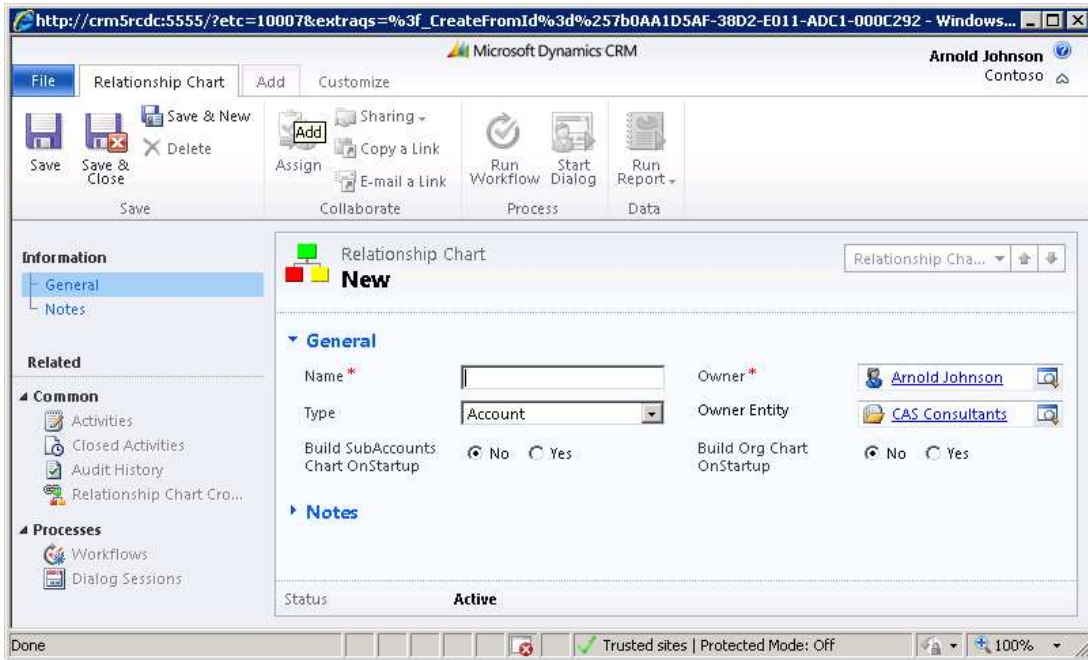 http://crm5rcdc:5555/?etc=10007&extraqs=%3f_CreateFromId%3d%257b0AA1D5AF-38D2-E011-ADC1-000C292 - Windows...
Microsoft Dynamics CRM
Arnold Johnson
Contoso
File
Relationship Chart
Add
Customize
Save
Save & Close
Save & New
Delete
Save
Assign
Add
Sharing
Copy a Link
E-mail a Link
Collaborate
Run Workflow
Start Dialog
Process
Run Report
Data
Information
General
Notes
Related
Common
Activities
Closed Activities
Audit History
Relationship Chart Cro...
Processes
Workflows
Dialog Sessions
Relationship Chart
New
Relationship Cha...
General
Name *
Owner *
Arnold Johnson
Type
Account
Owner Entity
CAS Consultants
Build SubAccounts
Chart OnStartup
No Yes
Build Org Chart
OnStartup
No Yes
Notes
Status Active
Done
Trusted sites | Protected Mode: Off
100%